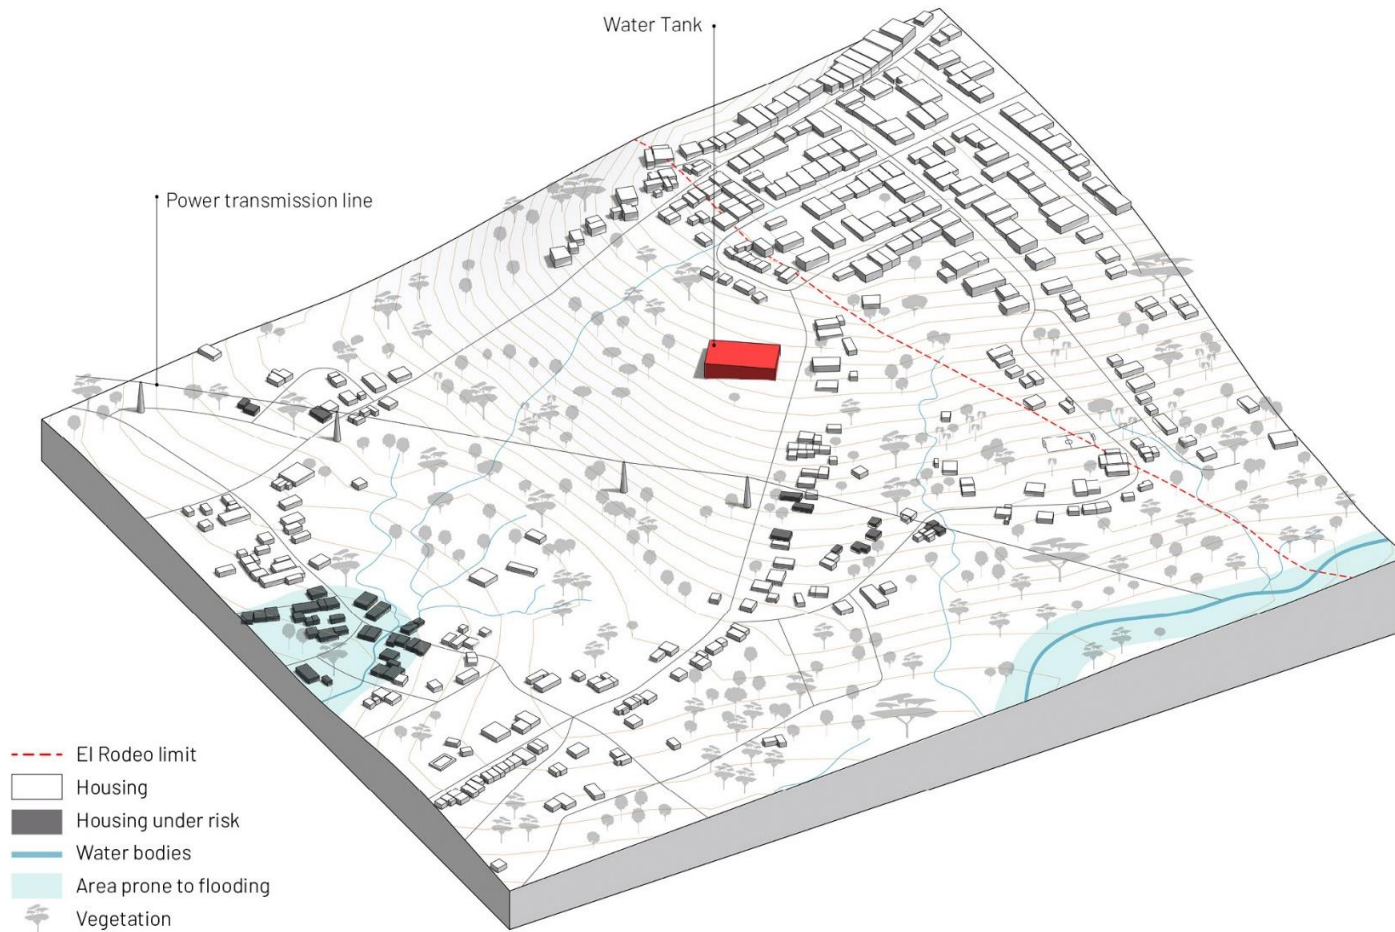 Water Tank
Power transmission line
El Rodeo limit
Housing
Housing under risk
Water bodies
Area prone to flooding
Vegetation